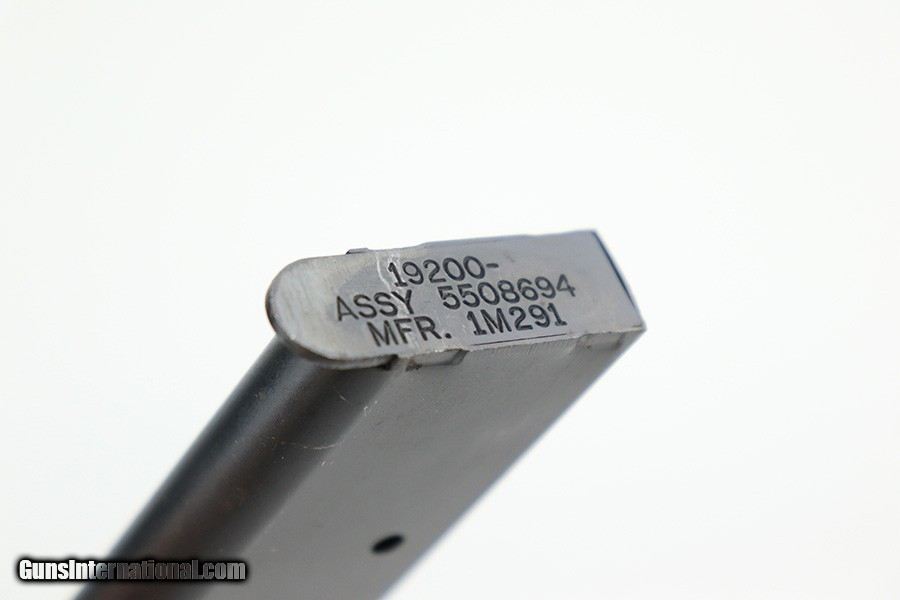 19200-
ASSY 5508694
MFR. 1M291
GunsInternational.com